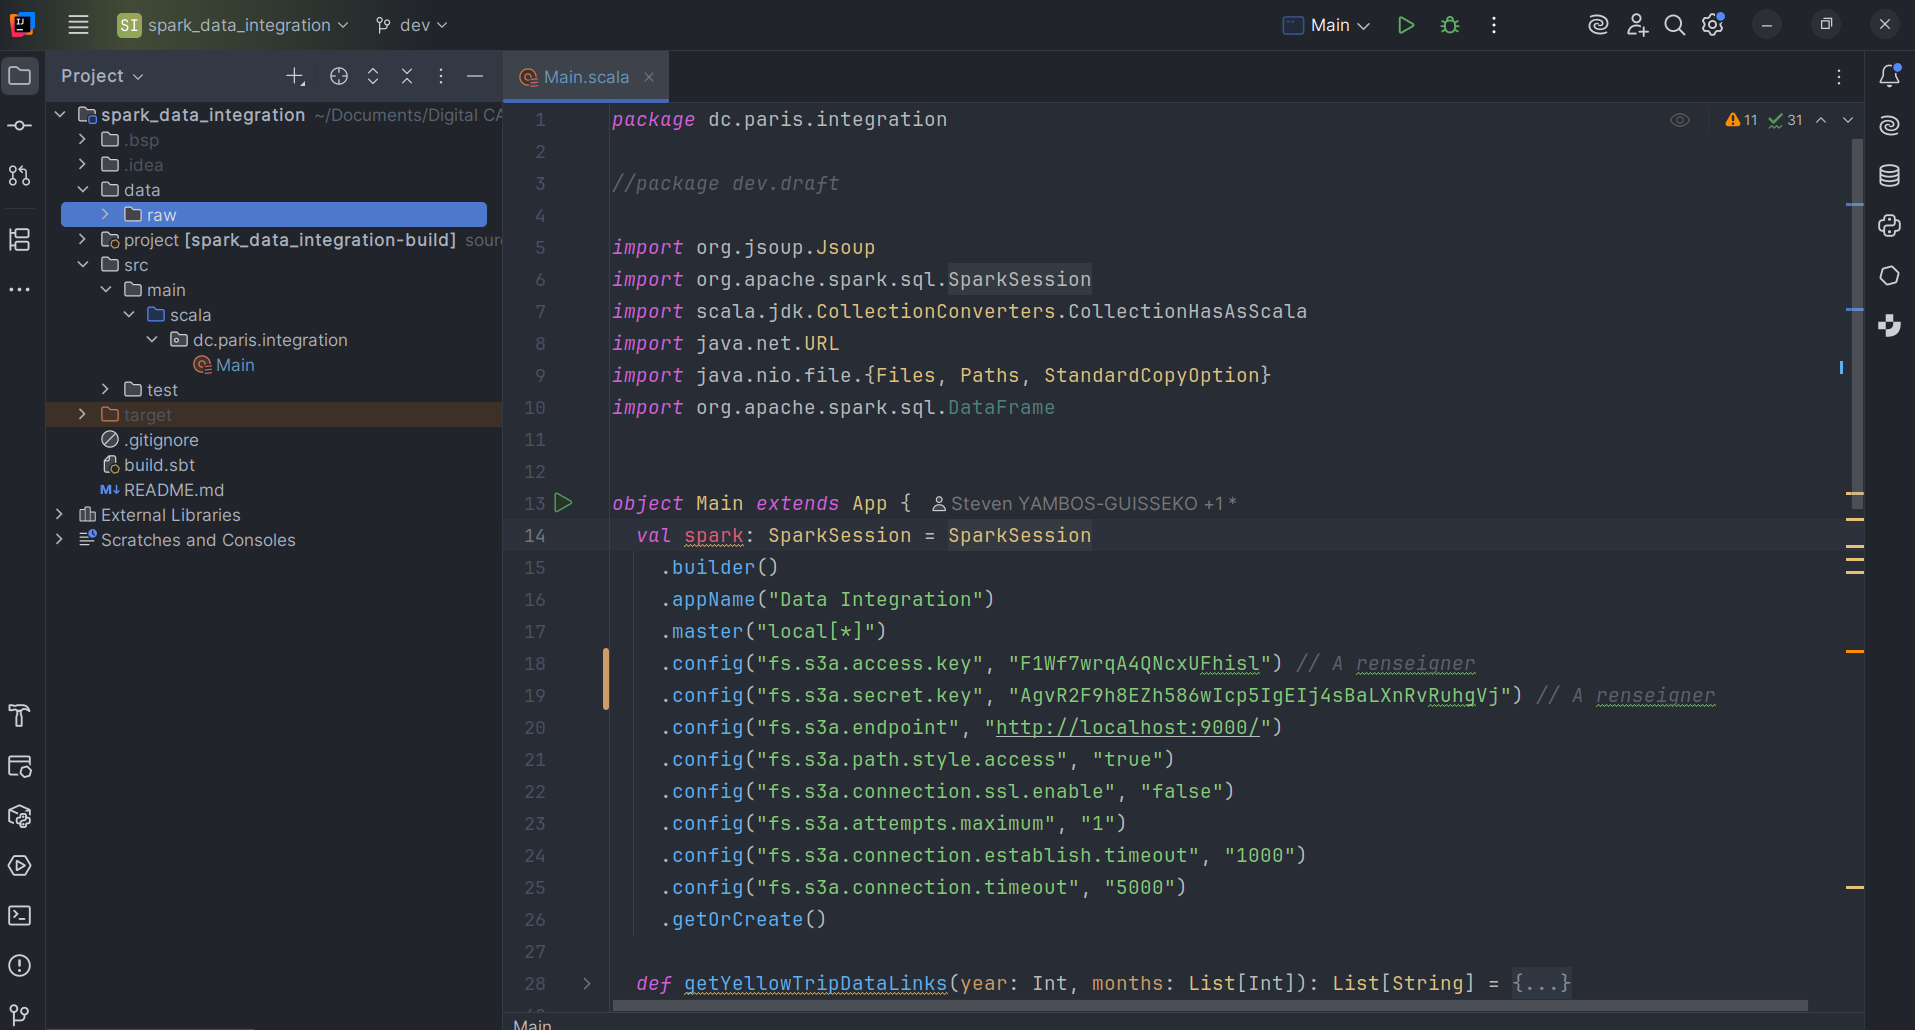 SI spark_data_integration dev Main
Project
Main.scala
spark_data_integration ~/Documents/Digital CA
.bsp
.idea
data
raw
project [spark_data_integration-build] sour
src
main
scala
dc.paris.integration
Main
test
target
.gitignore
build.sbt
M↓ README.md
External Libraries
Scratches and Consoles
11 31
1 package dc.paris.integration
2
3 //package dev.draft
4
5 import org.jsoup.Jsoup
6 import org.apache.spark.sql.SparkSession
7 import scala.jdk.CollectionConverters.CollectionHasAsScala
8 import java.net.URL
9 import java.nio.file.{Files, Paths, StandardCopyOption}
10 import org.apache.spark.sql.DataFrame
11
12
13 object Main extends App { Steven YAMBOS-GUISSEKO +1 *
14 val spark: SparkSession = SparkSession
15 .builder()
16 .appName("Data Integration")
17 .master("local[*]")
18 .config("fs.s3a.access.key", "F1Wf7wrqA4QNcxUFhisl") // A renseigner
19 .config("fs.s3a.secret.key", "AgvR2F9h8EZh586wIcp5IgEIj4sBaLXnRvRuhgVj") // A renseigner
20 .config("fs.s3a.endpoint", "http://localhost:9000/")
21 .config("fs.s3a.path.style.access", "true")
22 .config("fs.s3a.connection.ssl.enable", "false")
23 .config("fs.s3a.attempts.maximum", "1")
24 .config("fs.s3a.connection.establish.timeout", "1000")
25 .config("fs.s3a.connection.timeout", "5000")
26 .getOrCreate()
27
28 def getYellowTripDataLinks(year: Int, months: List[Int]): List[String] = {...}
Main